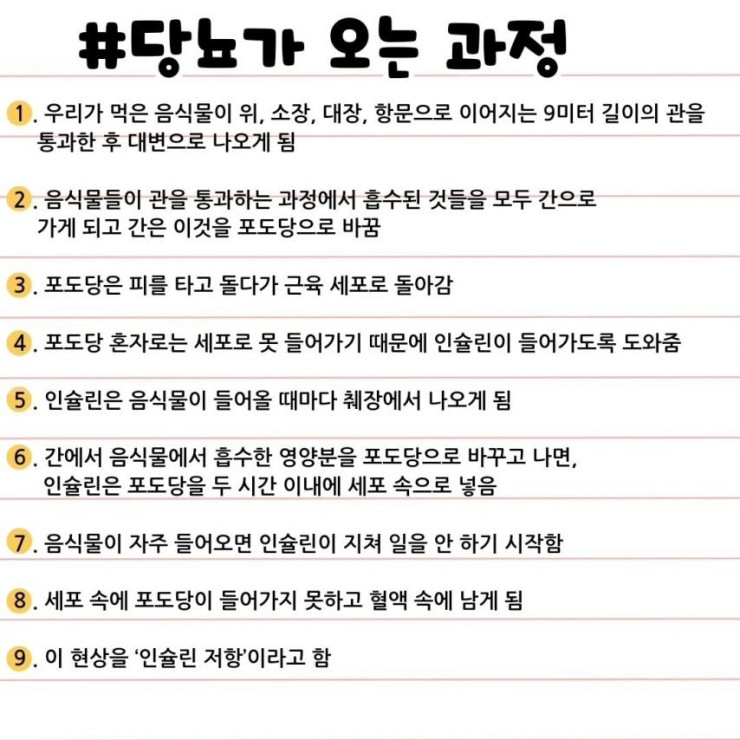 #당뇨가 오는 과정
1. 우리가 먹은 음식물이 위, 소장, 대장, 항문으로 이어지는 9미터 길이의 관을
통과한 후 대변으로 나오게 됨
2. 음식물들이 관을 통과하는 과정에서 흡수된 것들을 모두 간으로
가게 되고 간은 이것을 포도당으로 바꿈
3. 포도당은 피를 타고 돌다가 근육 세포로 돌아감
4. 포도당 혼자로는 세포로 못 들어가기 때문에 인슐린이 들어가도록 도와줌
5. 인슐린은 음식물이 들어올 때마다 췌장에서 나오게 됨
6. 간에서 음식물에서 흡수한 영양분을 포도당으로 바꾸고 나면,
인슐린은 포도당을 두 시간 이내에 세포 속으로 넣음
7. 음식물이 자주 들어오면 인슐린이 지쳐 일을 안 하기 시작함
8. 세포 속에 포도당이 들어가지 못하고 혈액 속에 남게 됨
9. 이 현상을 ‘인슐린 저항’이라고 함